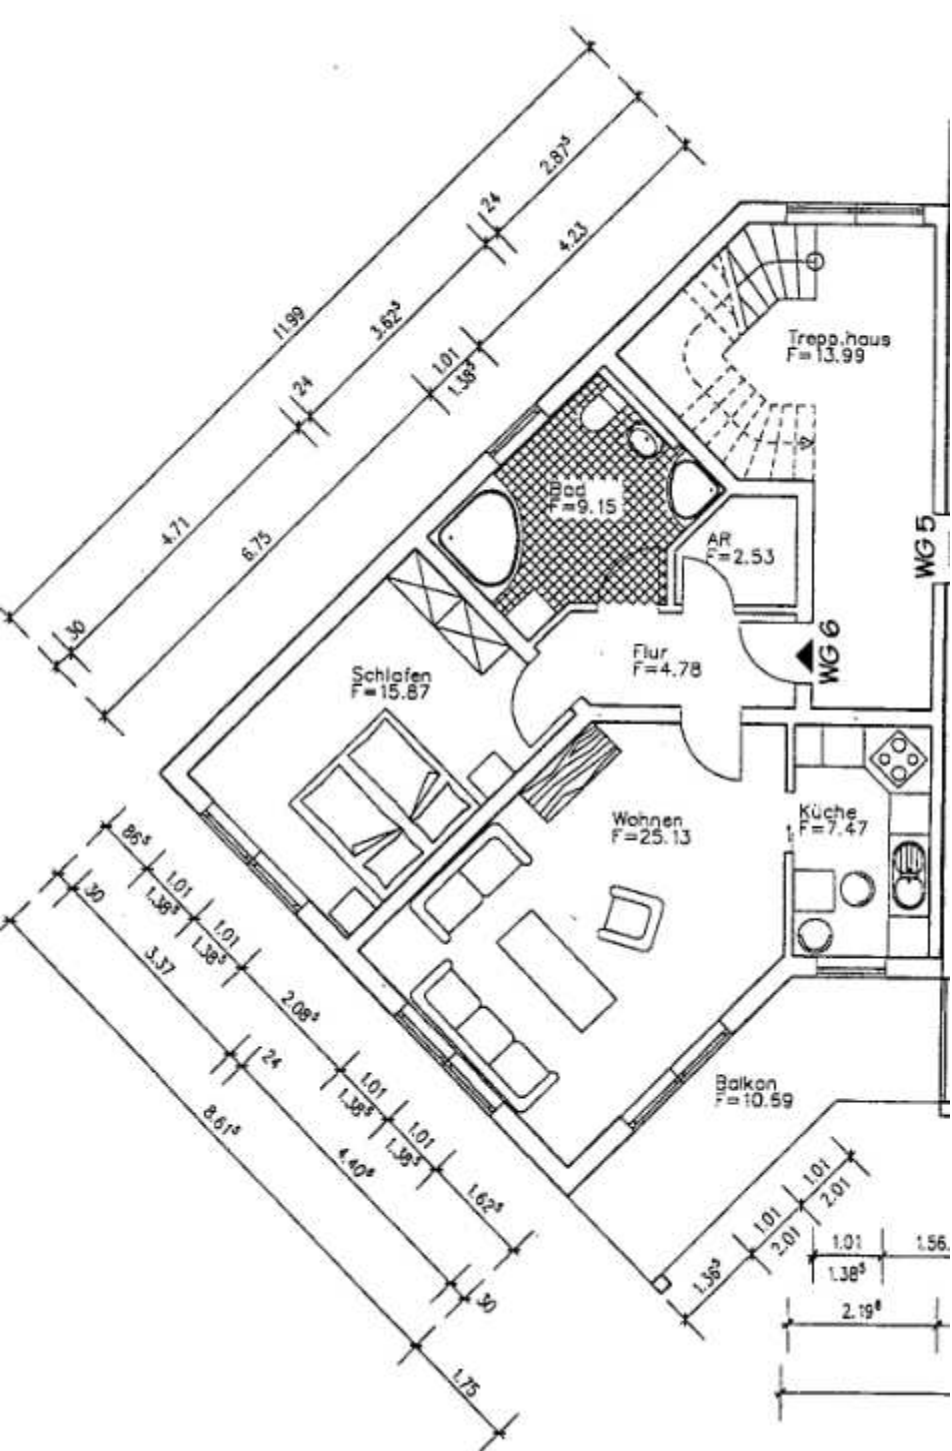 2.87⁵
24
4.23
11.99
3.62⁵
1.01
1.38⁵
24
Trepp.haus
F=13.99
4.71
6.75
Bad
F=9.15
AR
F=2.53
WG 5
30
Flur
F=4.78
WG 6
Schlafen
F=15.87
Wohnen
F=25.13
Küche
F=7.47
86⁵
1.01
1.38⁵
30
1.01
1.38⁵
3.37
2.08⁵
24
1.01
1.38⁵
8.61⁵
1.01
1.38⁵
4.40⁶
1.62⁵
30
1.75
Balkon
F=10.59
1.01
2.01
1.01
2.01
1.36⁵
1.01
1.56
1.38⁵
2.19⁶